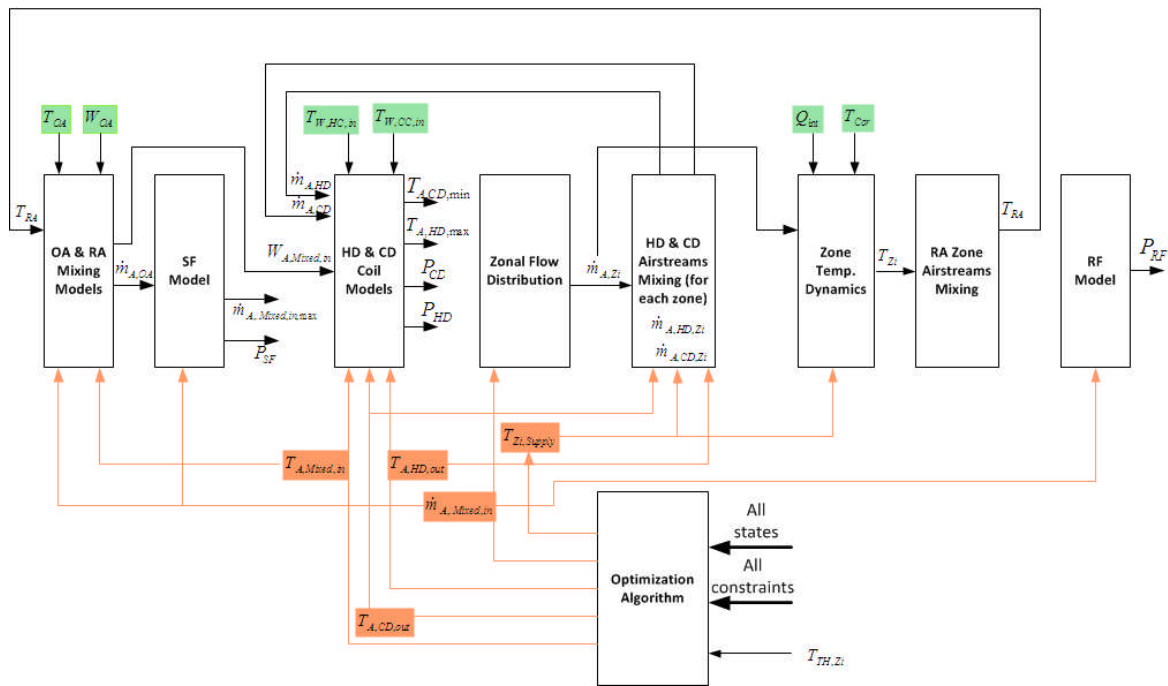 T_OA
W_OA
T_W,HC,in
T_W,CC,in
Q_int
T_Cor
T_RA
OA & RA
Mixing
Models
ṁ_A,OA
SF
Model
ṁ_A,Mixed,in,max
P_SF
ṁ_A,HD
ṁ_A,CD
W_A,Mixed,in
HD & CD
Coil
Models
T_A,CD,min
T_A,HD,max
P_CD
P_HD
Zonal Flow
Distribution
ṁ_A,Zi
HD & CD
Airstreams
Mixing (for
each zone)
ṁ_A,HD,Zi
ṁ_A,CD,Zi
Zone
Temp.
Dynamics
T_Zi
RA Zone
Airstreams
Mixing
T_RA
RF
Model
P_RF
T_Zi,Supply
T_A,Mixed,in
T_A,HD,out
ṁ_A,Mixed,in
T_A,CD,out
Optimization
Algorithm
All
states
All
constraints
T_TH,Zi